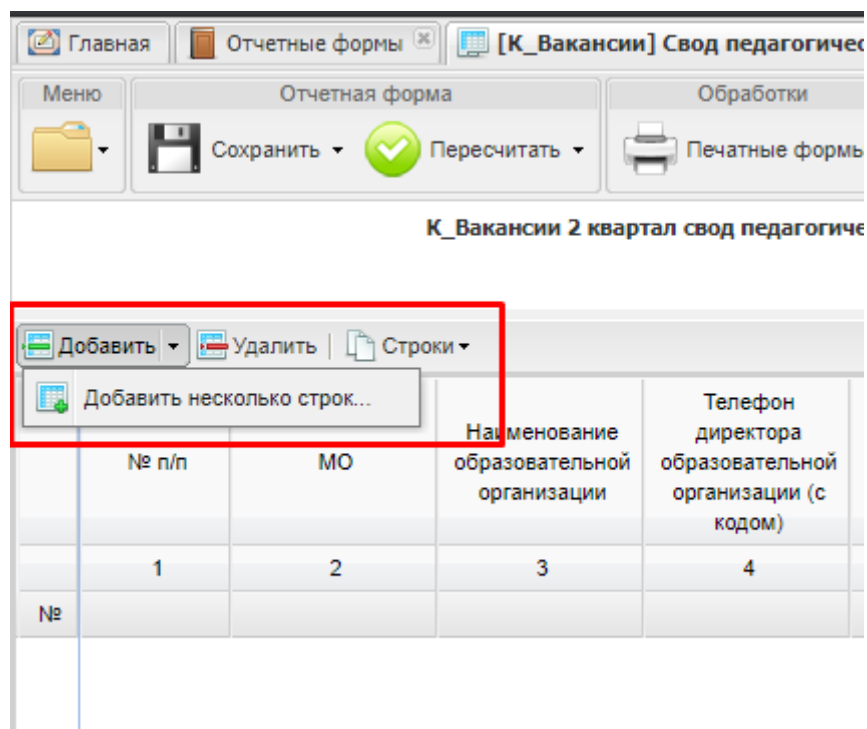 Главная Отчетные формы [К_Вакансии] Свод педагогичес
Меню Отчетная форма Обработки
Сохранить Пересчитать Печатные формы
К_Вакансии 2 квартал свод педагогиче
Добавить Удалить Строки
Добавить несколько строк...
№ п/п
МО
Наименование
образовательной
организации
Телефон
директора
образовательной
организации (с
кодом)
1 2 3 4
№